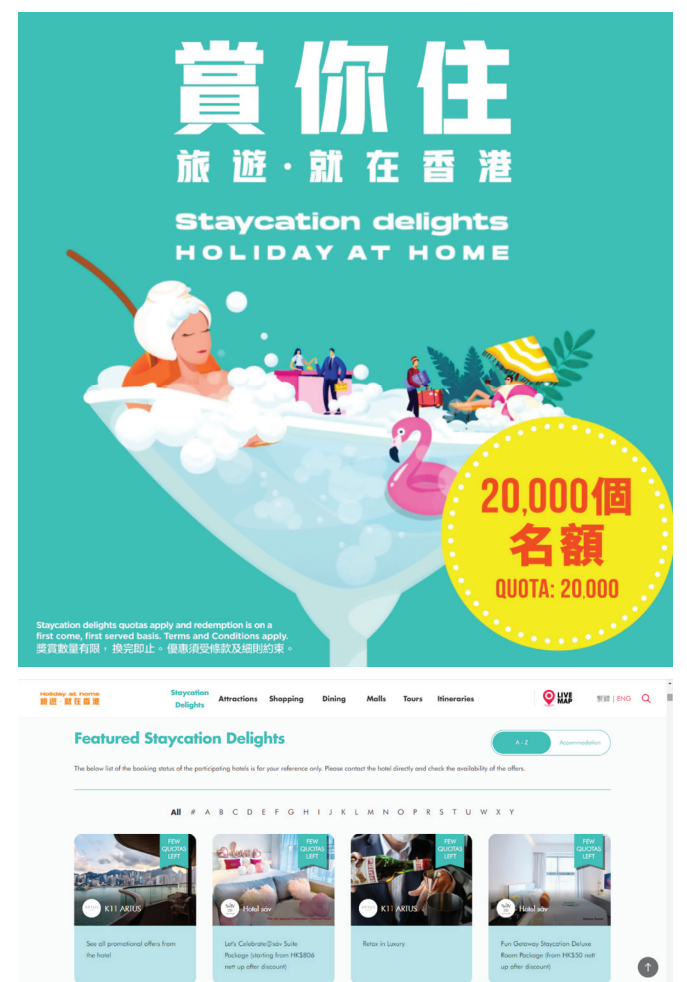 賞你住
旅遊·就在香港
Staycation delights
HOLIDAY AT HOME
20,000個
名額
QUOTA: 20,000
Staycation delights quotas apply and redemption is on a
first come, first served basis. Terms and Conditions apply.
獎賞數量有限，換完即止。優惠須受條款及細則約束。
Holiday at home
旅遊·就在香港
Staycation
Delights
Attractions Shopping Dining Malls Tours Itineraries
LIVE
MAP
繁體 | ENG
Featured Staycation Delights
A - Z Accommodation
The below list of the booking status of the participating hotels is for your reference only. Please contact the hotel directly and check the availability of the offers.
All # A B C D E F G H I J K L M N O P R S T U W X Y
FEW
QUOTAS
LEFT
K11 ARTUS
See all promotional offers from
the hotel
FEW
QUOTAS
LEFT
Hotel sáv
Let's Celebrate@sáv Suite
Package (starting from HK$806
nett up after discount)
FEW
QUOTAS
LEFT
K11 ARTUS
Relax in Luxury
FEW
QUOTAS
LEFT
Hotel sáv
Fun Getaway Staycation Deluxe
Room Package (from HK$50 nett
up after discount)